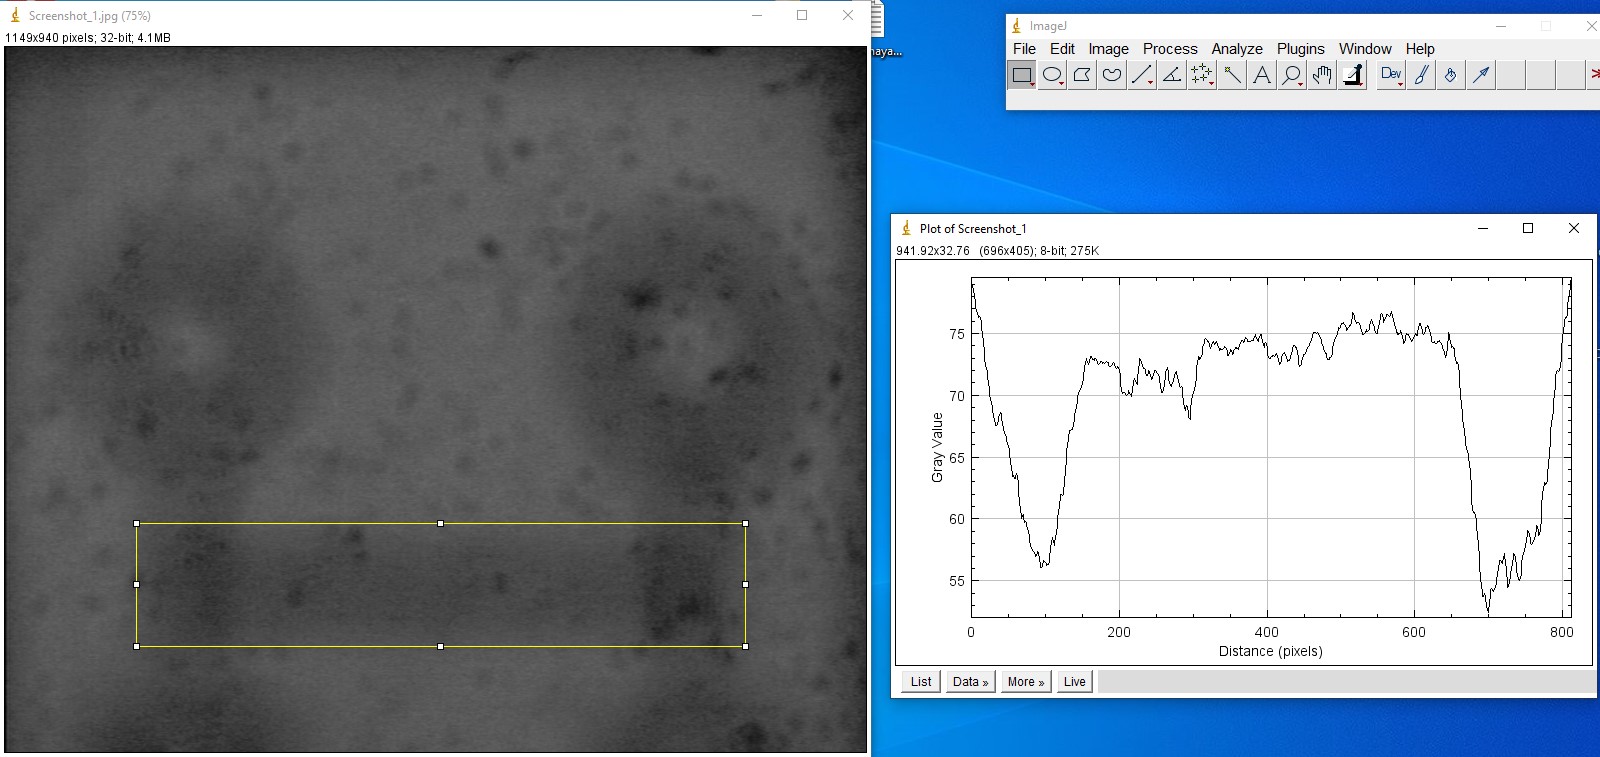 Screenshot_1.jpg (75%)
1149x940 pixels; 32-bit; 4.1MB
naya...
ImageJ
File Edit Image Process Analyze Plugins Window Help
A Dev
Plot of Screenshot_1
941.92x32.76 (696x405); 8-bit; 275K
75
70
65
60
55
Gray Value
0 200 400 600 800
Distance (pixels)
List Data » More » Live